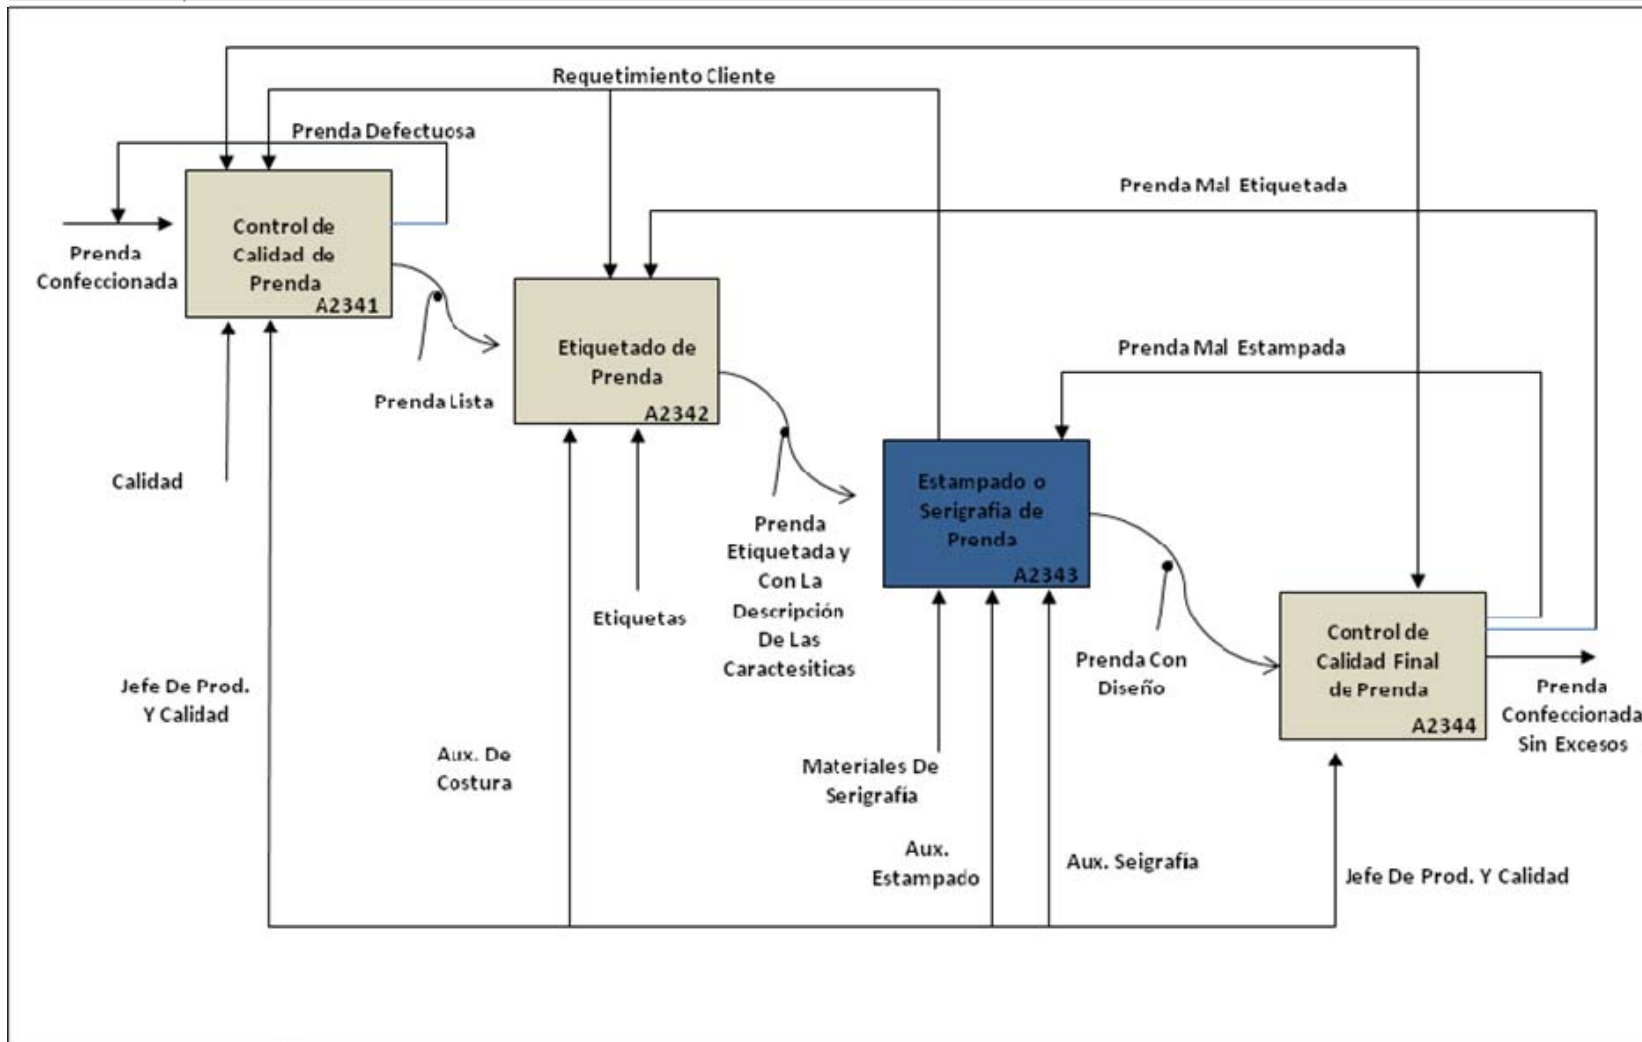 Requetimiento Cliente
Prenda Defectuosa
Prenda Mal Etiquetada
Control de
Calidad de
Prenda
A2341
Prenda
Confeccionada
Prenda Lista
Etiquetado de
Prenda
A2342
Prenda Mal Estampada
Calidad
Estampado o
Serigrafia de
Prenda
A2343
Prenda
Etiquetada y
Con La
Descripción
De Las
Caractesiticas
Etiquetas
Control de
Calidad Final
de Prenda
A2344
Prenda Con
Diseño
Jefe De Prod.
Y Calidad
Prenda
Confeccionada
Sin Excesos
Aux. De
Costura
Materiales De
Serigrafía
Aux.
Estampado
Aux. Seigrafía
Jefe De Prod. Y Calidad